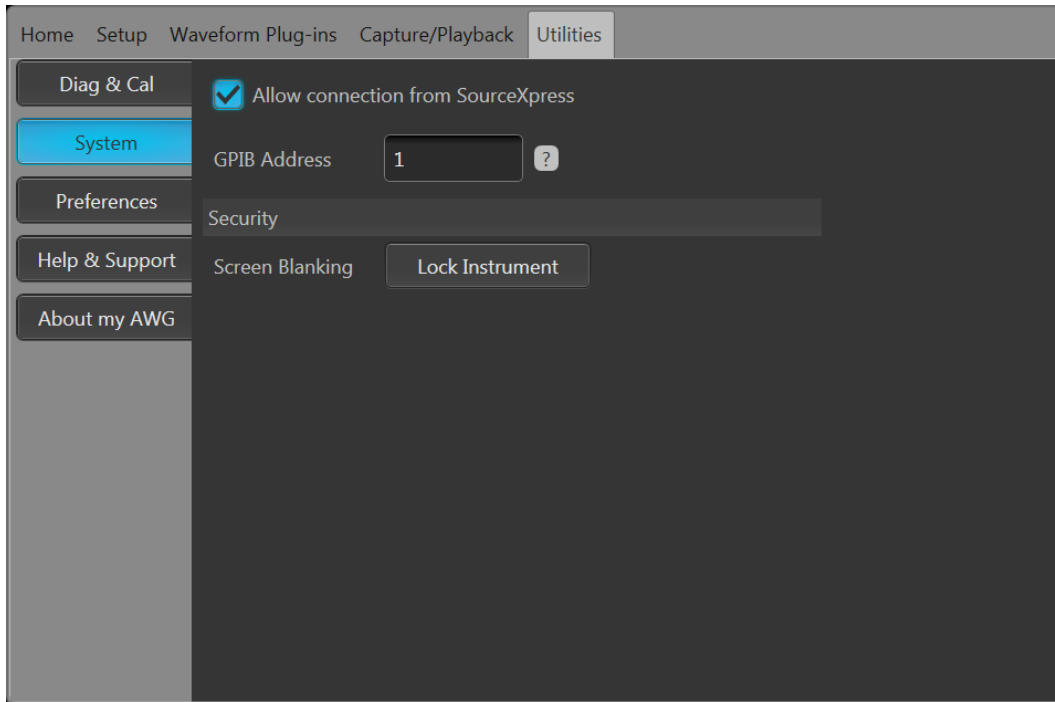 Home Setup Waveform Plug-ins Capture/Playback Utilities
Diag & Cal
System
Preferences
Help & Support
About my AWG
Allow connection from SourceXpress
GPIB Address 1 ?
Security
Screen Blanking Lock Instrument